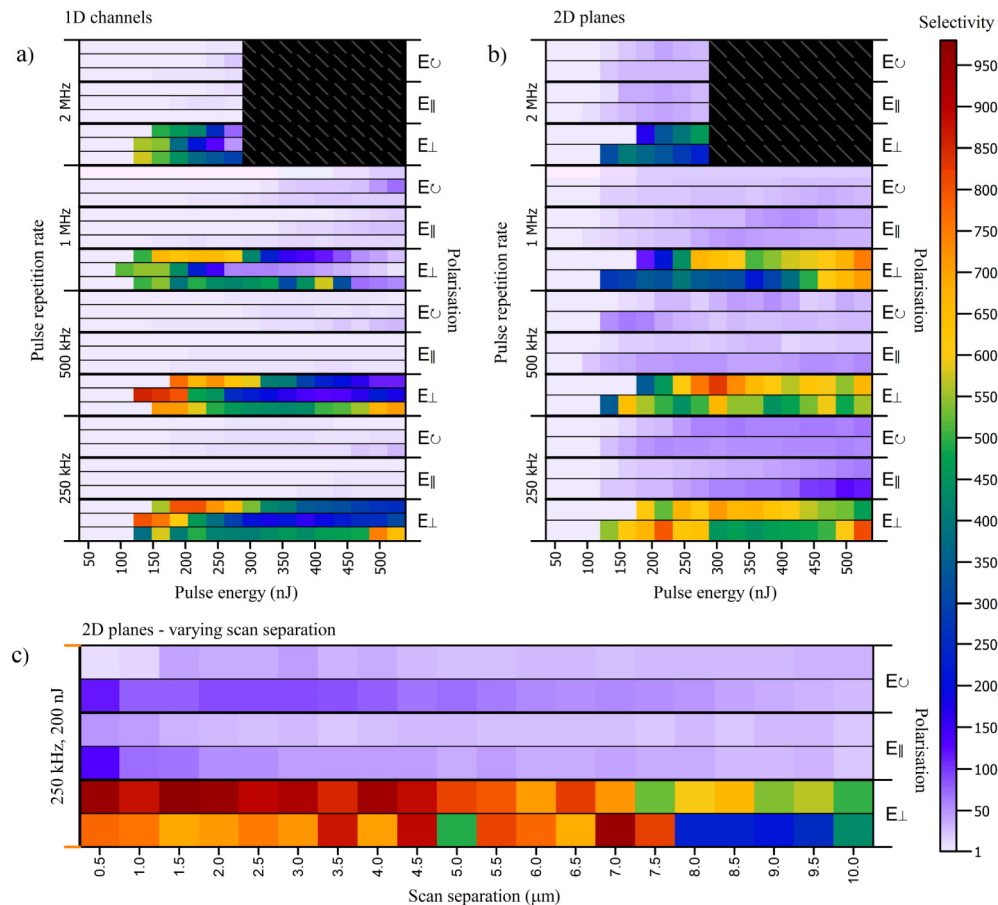 1D channels
2D planes
Selectivity
a)
b)
2 MHz
1 MHz
500 kHz
250 kHz
Pulse repetition rate
E↻
E∥
E⊥
E↻
E∥
E⊥
E↻
E∥
E⊥
E↻
E∥
E⊥
Polarisation
50
100
150
200
250
300
350
400
450
500
Pulse energy (nJ)
2 MHz
1 MHz
500 kHz
250 kHz
Pulse repetition rate
E↻
E∥
E⊥
E↻
E∥
E⊥
E↻
E∥
E⊥
E↻
E∥
E⊥
Polarisation
50
100
150
200
250
300
350
400
450
500
Pulse energy (nJ)
950
900
850
800
750
700
650
600
550
500
450
400
350
300
250
200
150
100
50
1
2D planes - varying scan separation
c)
250 kHz, 200 nJ
E↻
E∥
E⊥
Polarisation
0.5
1.0
1.5
2.0
2.5
3.0
3.5
4.0
4.5
5.0
5.5
6.0
6.5
7.0
7.5
8.0
8.5
9.0
9.5
10.0
Scan separation (μm)